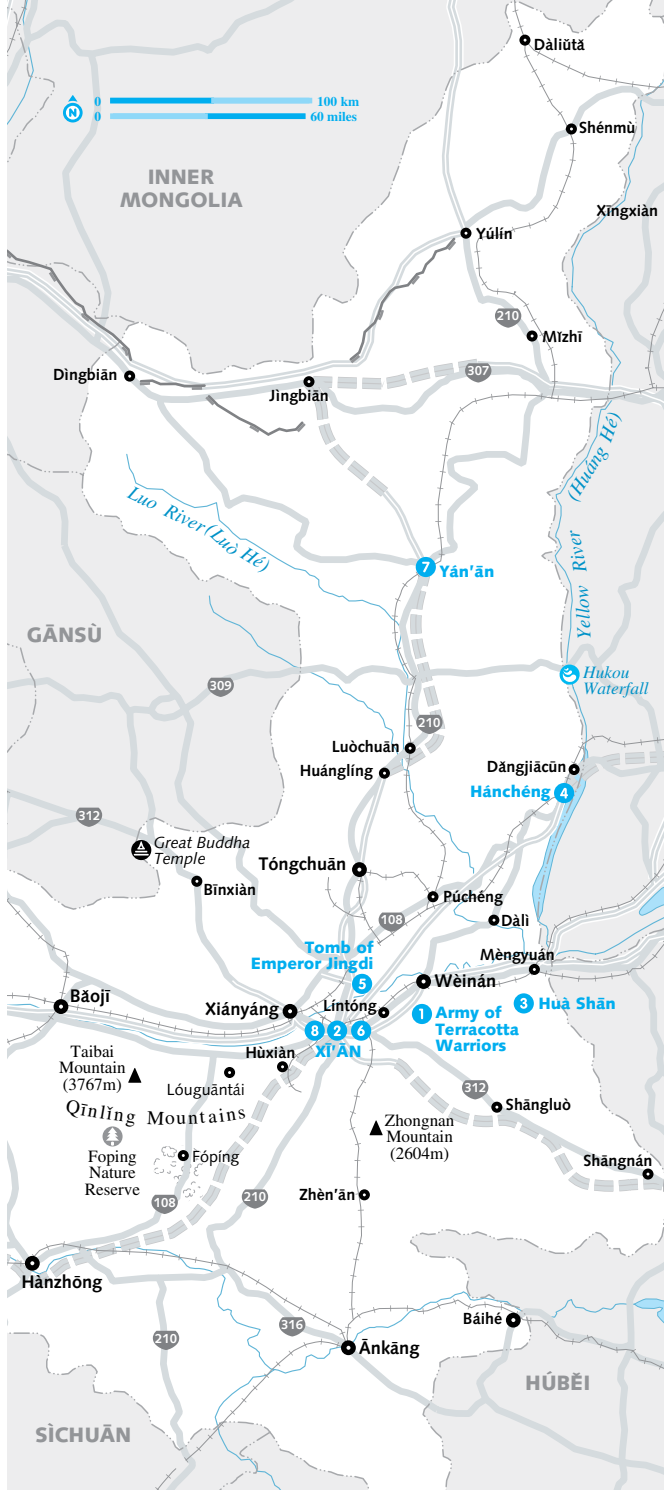 Dàliǔtǎ
0 100 km
N
0 60 miles
Shénmù
INNER
MONGOLIA
Xīngxiàn
Yúlín
210
Mǐzhī
Dìngbiān
307
Jìngbiān
Luo River (Luò Hé)
Yellow River (Huáng Hé)
7 Yán'ān
GĀNSÙ
Hukou
Waterfall
309
210
Luòchuān
Huánglíng
Dǎngjiācūn
Hánchéng 4
312
Great Buddha
Temple
Tóngchuān
Bīnxiàn
Púchéng
108
Dàlì
Tomb of
Emperor Jingdi
5
Mèngyuán
Wèinán
Bǎojī
Xiányáng
Líntóng
3 Huà Shān
1 Army of
Terracotta
Warriors
8 2 6
XĪ'ĀN
Taibai
Mountain
(3767m)
Hùxiàn
Lóuguāntái
312
Shāngluò
Qīnlǐng Mountains
Zhongnan
Mountain
(2604m)
Foping
Nature
Reserve
Fópíng
Shāngnán
108
210
Zhèn'ān
Hànzhōng
Báihé
316
210
Ānkāng
HÚBĚI
SÌCHUĀN